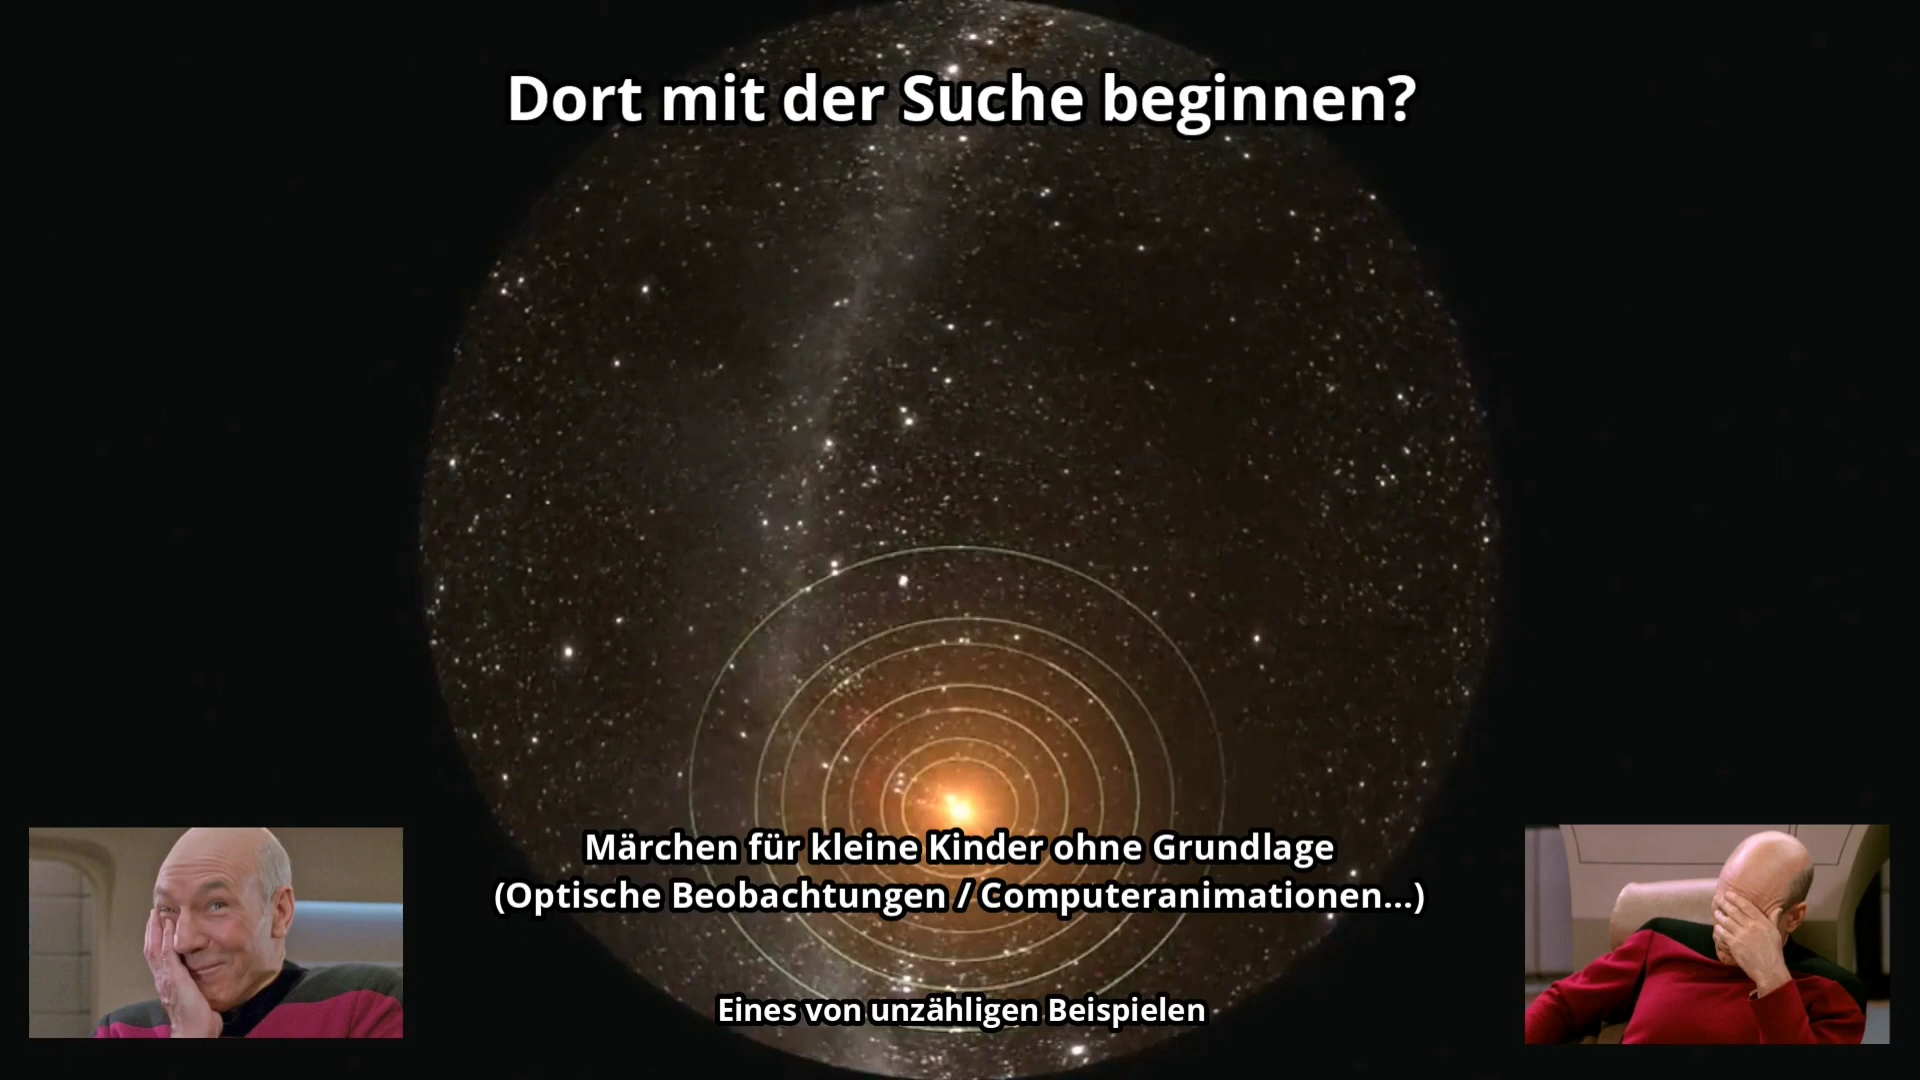 Dort mit der Suche beginnen?
Märchen für kleine Kinder ohne Grundlage
(Optische Beobachtungen / Computeranimationen...)
Eines von unzähligen Beispielen